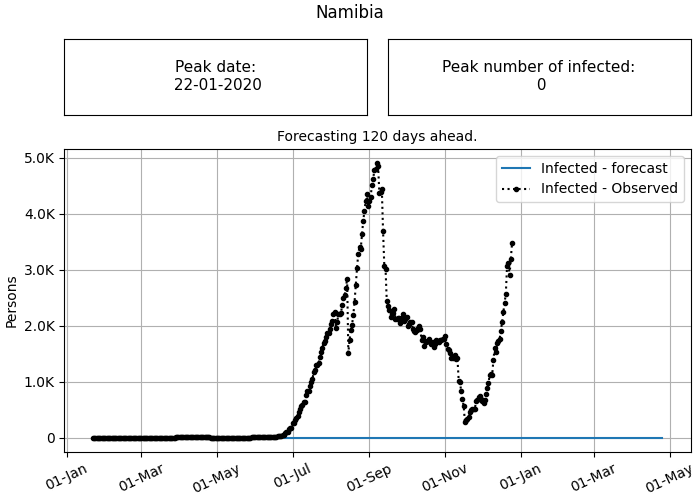 Namibia
Peak date:
22-01-2020
Peak number of infected:
0
Forecasting 120 days ahead.
Infected - forecast
Infected - Observed
Persons
5.0K
4.0K
3.0K
2.0K
1.0K
0
01-Jan
01-Mar
01-May
01-Jul
01-Sep
01-Nov
01-Jan
01-Mar
01-May